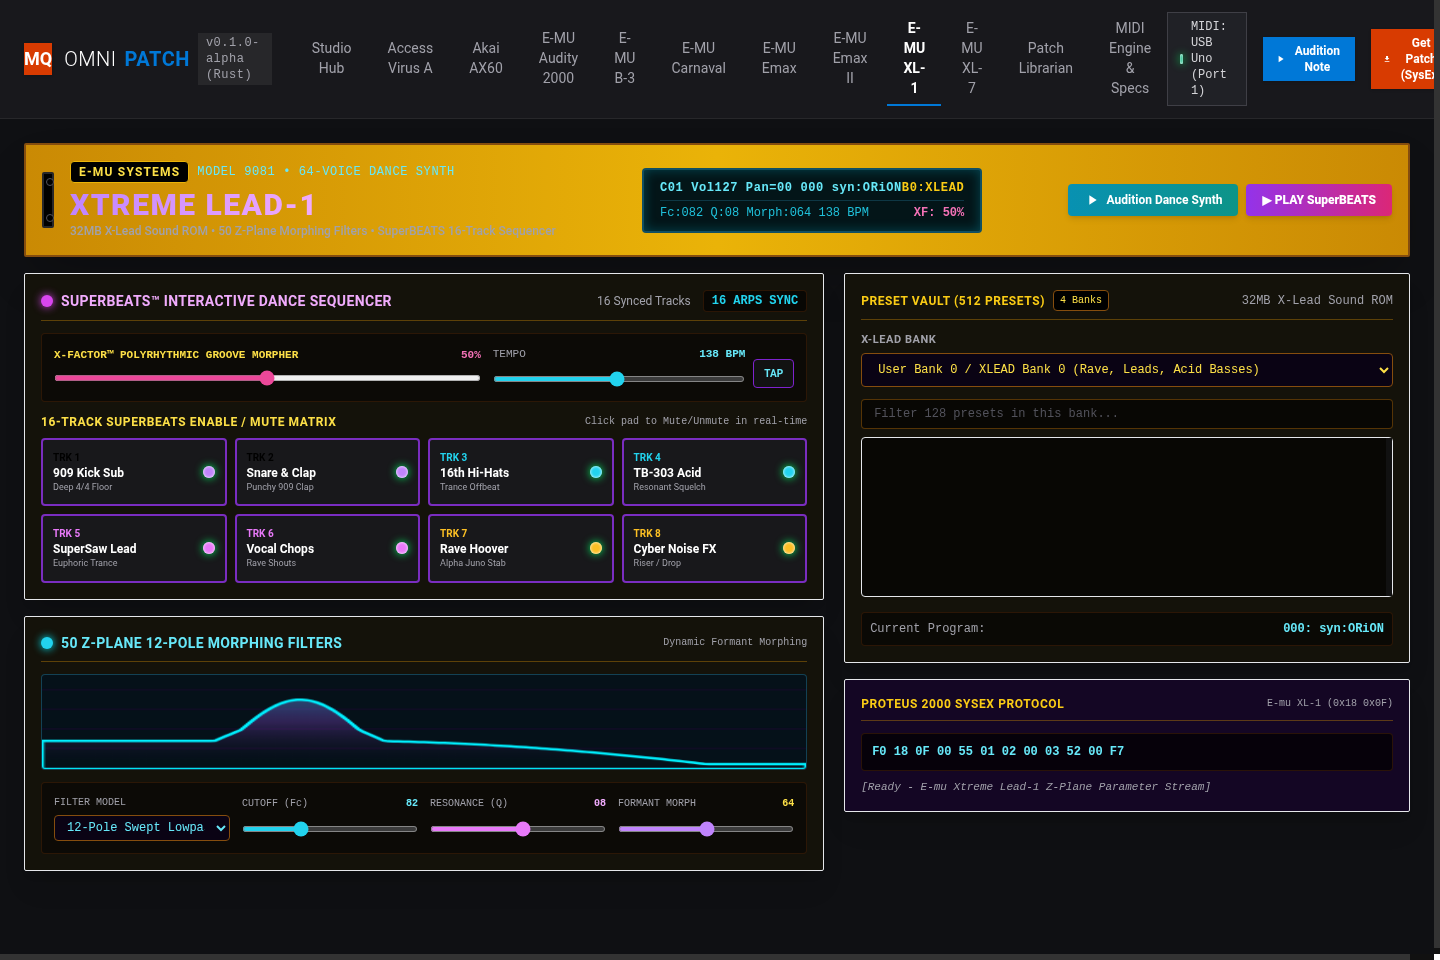 MQ OMNI PATCH
v0.1.0-
alpha
(Rust)
Studio
Hub
Access
Virus A
Akai
AX60
E-MU
Audity
2000
E-
MU
B-3
E-MU
Carnaval
E-MU
Emax
E-MU
Emax
II
E-
MU
XL-
1
E-
MU
XL-
7
Patch
Librarian
MIDI
Engine
&
Specs
MIDI:
USB
Uno
(Port
1)
Audition
Note
Get
Patch
(SysEx
E-MU SYSTEMS
MODEL 9081 • 64-VOICE DANCE SYNTH
XTREME LEAD-1
32MB X-Lead Sound ROM • 50 Z-Plane Morphing Filters • SuperBEATS 16-Track Sequencer
C01 Vol127 Pan=00 000 syn:ORiONB0:XLEAD
Fc:082 Q:08 Morph:064 138 BPM XF: 50%
Audition Dance Synth
▶ PLAY SuperBEATS
SUPERBEATS™ INTERACTIVE DANCE SEQUENCER
16 Synced Tracks
16 ARPS SYNC
X-FACTOR™ POLYRHYTHMIC GROOVE MORPHER 50%
TEMPO 138 BPM
TAP
16-TRACK SUPERBEATS ENABLE / MUTE MATRIX
Click pad to Mute/Unmute in real-time
TRK 1
909 Kick Sub
Deep 4/4 Floor
TRK 2
Snare & Clap
Punchy 909 Clap
TRK 3
16th Hi-Hats
Trance Offbeat
TRK 4
TB-303 Acid
Resonant Squelch
TRK 5
SuperSaw Lead
Euphoric Trance
TRK 6
Vocal Chops
Rave Shouts
TRK 7
Rave Hoover
Alpha Juno Stab
TRK 8
Cyber Noise FX
Riser / Drop
50 Z-PLANE 12-POLE MORPHING FILTERS
Dynamic Formant Morphing
FILTER MODEL
12-Pole Swept Lowpa
CUTOFF (Fc) 82
RESONANCE (Q) 08
FORMANT MORPH 64
PRESET VAULT (512 PRESETS)
4 Banks
32MB X-Lead Sound ROM
X-LEAD BANK
User Bank 0 / XLEAD Bank 0 (Rave, Leads, Acid Basses)
Filter 128 presets in this bank...
Current Program: 000: syn:ORiON
PROTEUS 2000 SYSEX PROTOCOL
E-mu XL-1 (0x18 0x0F)
F0 18 0F 00 55 01 02 00 03 52 00 F7
[Ready - E-mu Xtreme Lead-1 Z-Plane Parameter Stream]